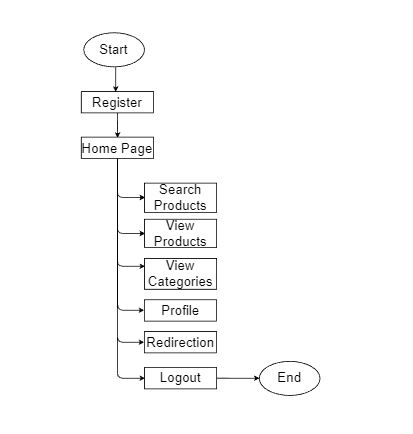 Start
Register
Home Page
Search
Products
View
Products
View
Categories
Profile
Redirection
Logout
End